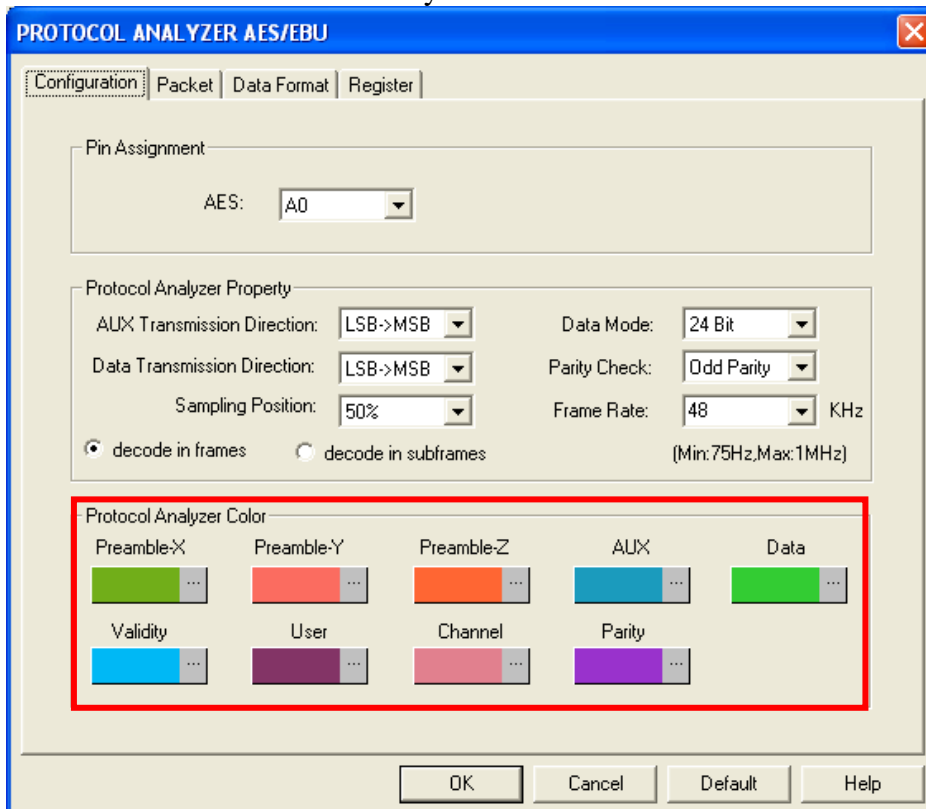 PROTOCOL ANALYZER AES/EBU
Configuration Packet Data Format Register
Pin Assignment
AES: A0
Protocol Analyzer Property
AUX Transmission Direction: LSB->MSB Data Mode: 24 Bit
Data Transmission Direction: LSB->MSB Parity Check: Odd Parity
Sampling Position: 50% Frame Rate: 48 KHz
decode in frames decode in subframes (Min:75Hz,Max:1MHz)
Protocol Analyzer Color
Preamble-X Preamble-Y Preamble-Z AUX Data
... ... ... ... ...
Validity User Channel Parity
... ... ... ...
OK Cancel Default Help